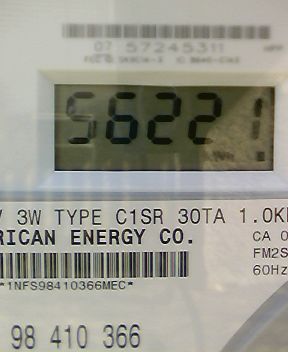 07 57245311
56221
V 3W TYPE C1SR 30TA 1.0K
RICAN ENERGY CO.
CA 0
FM2S
60Hz
*1NFS98410366MEC*
98 410 366